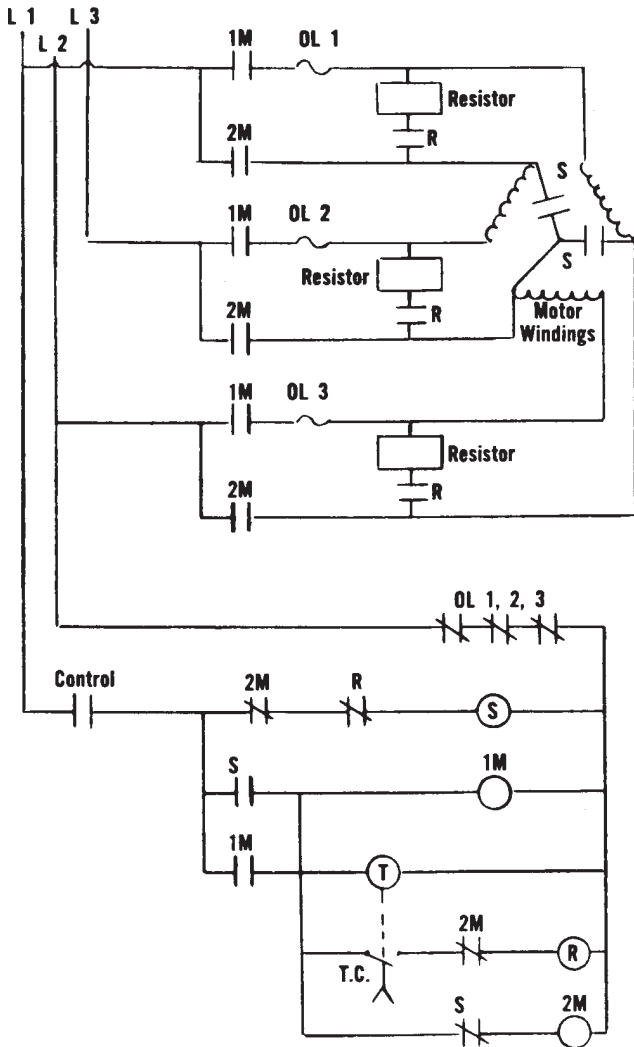 L 1 L 3
L 2
1M OL 1
Resistor
2M R
S
1M OL 2
S
Resistor
2M R
Motor
Windings
1M OL 3
Resistor
2M R
OL 1, 2, 3
Control 2M R
S
S 1M
1M
T
2M
R
T.C.
S 2M